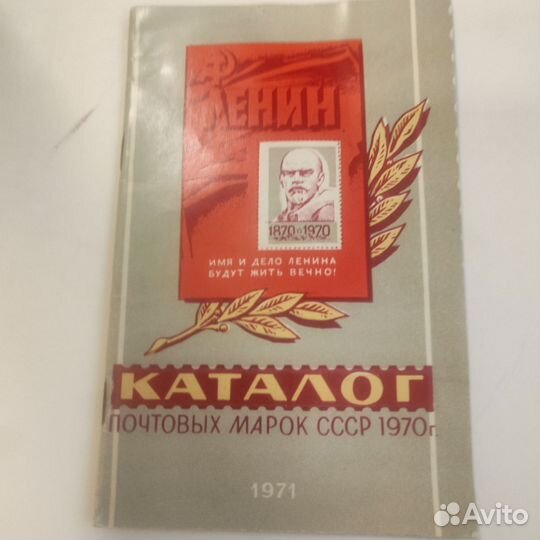 ЛЕНИН
1870 1970
ИМЯ И ДЕЛО ЛЕНИНА
БУДУТ ЖИТЬ ВЕЧНО!
КАТАЛОГ
ПОЧТОВЫХ МАРОК СССР 1970г.
1971
Avito